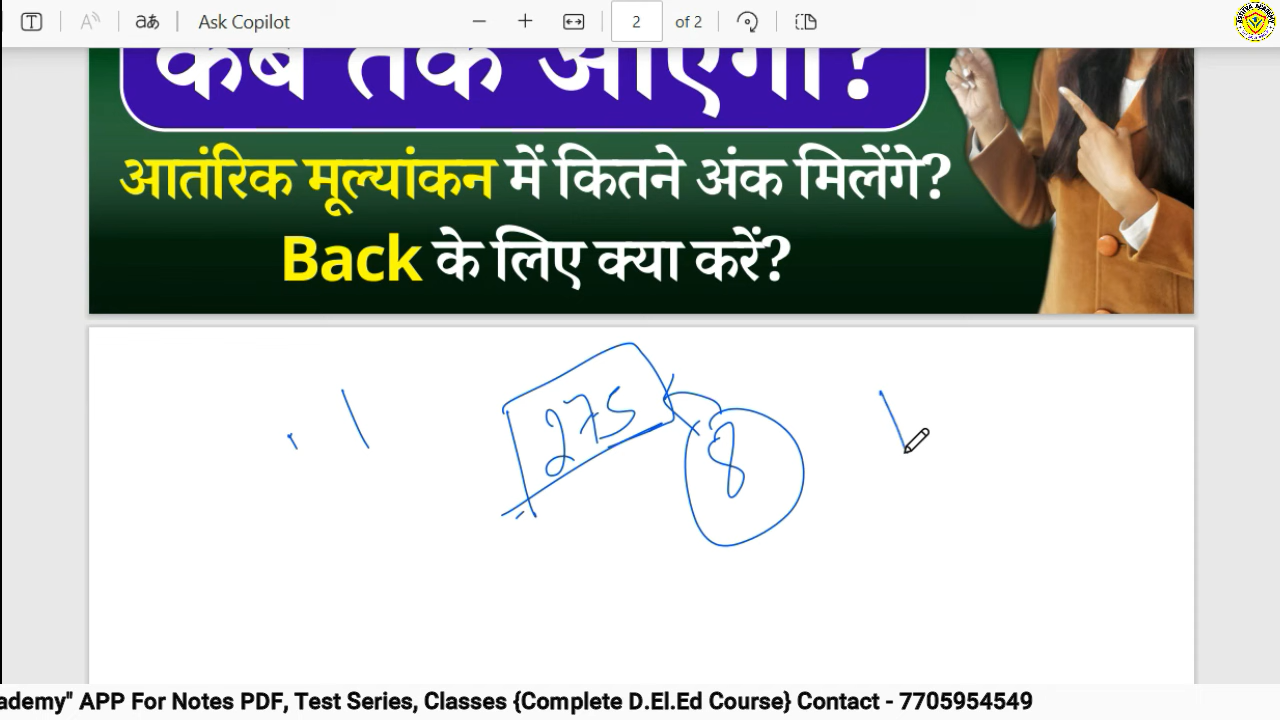 Ask Copilot
2 of 2
कब तक आएगा?
आतंरिक मूल्यांकन में कितने अंक मिलेंगे?
Back के लिए क्या करें?
275
8
ademy" APP For Notes PDF, Test Series, Classes {Complete D.El.Ed Course} Contact - 7705954549